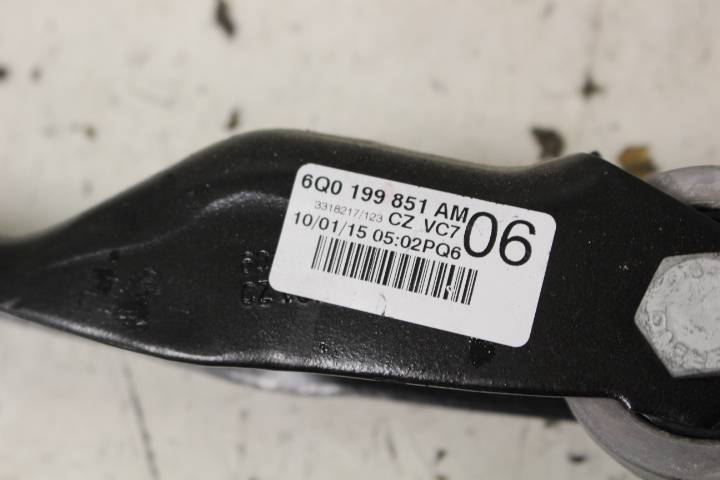 6Q0 199 851 AM
3318217/123 CZ VC7
10/01/15 05:02PQ6
06